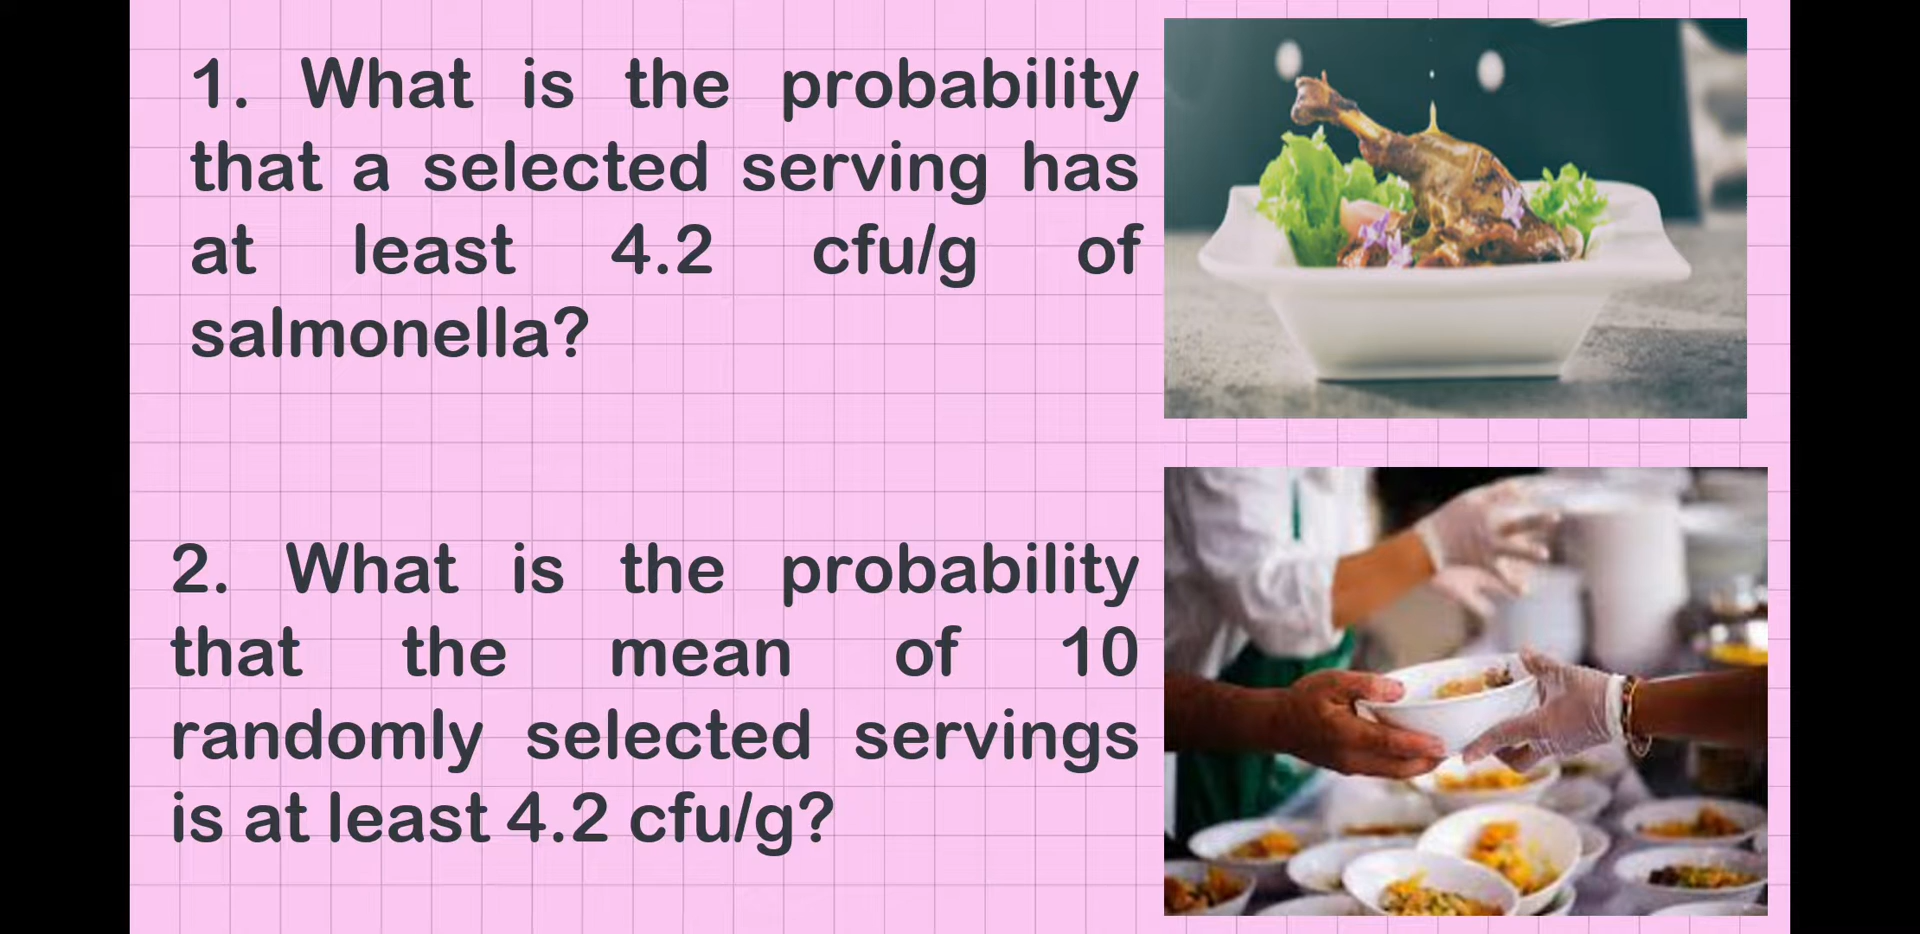 1. What is the probability
that a selected serving has
at least 4.2 cfu/g of
salmonella?
2. What is the probability
that the mean of 10
randomly selected servings
is at least 4.2 cfu/g?